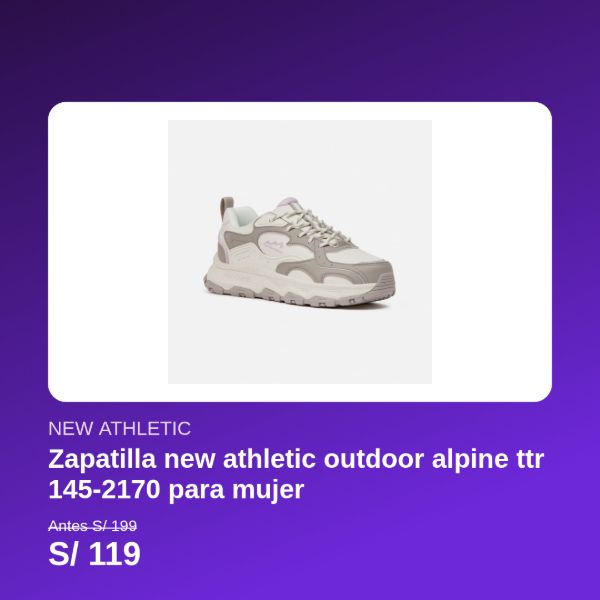 NEW ATHLETIC
Zapatilla new athletic outdoor alpine ttr
145-2170 para mujer
Antes S/ 199
S/ 119